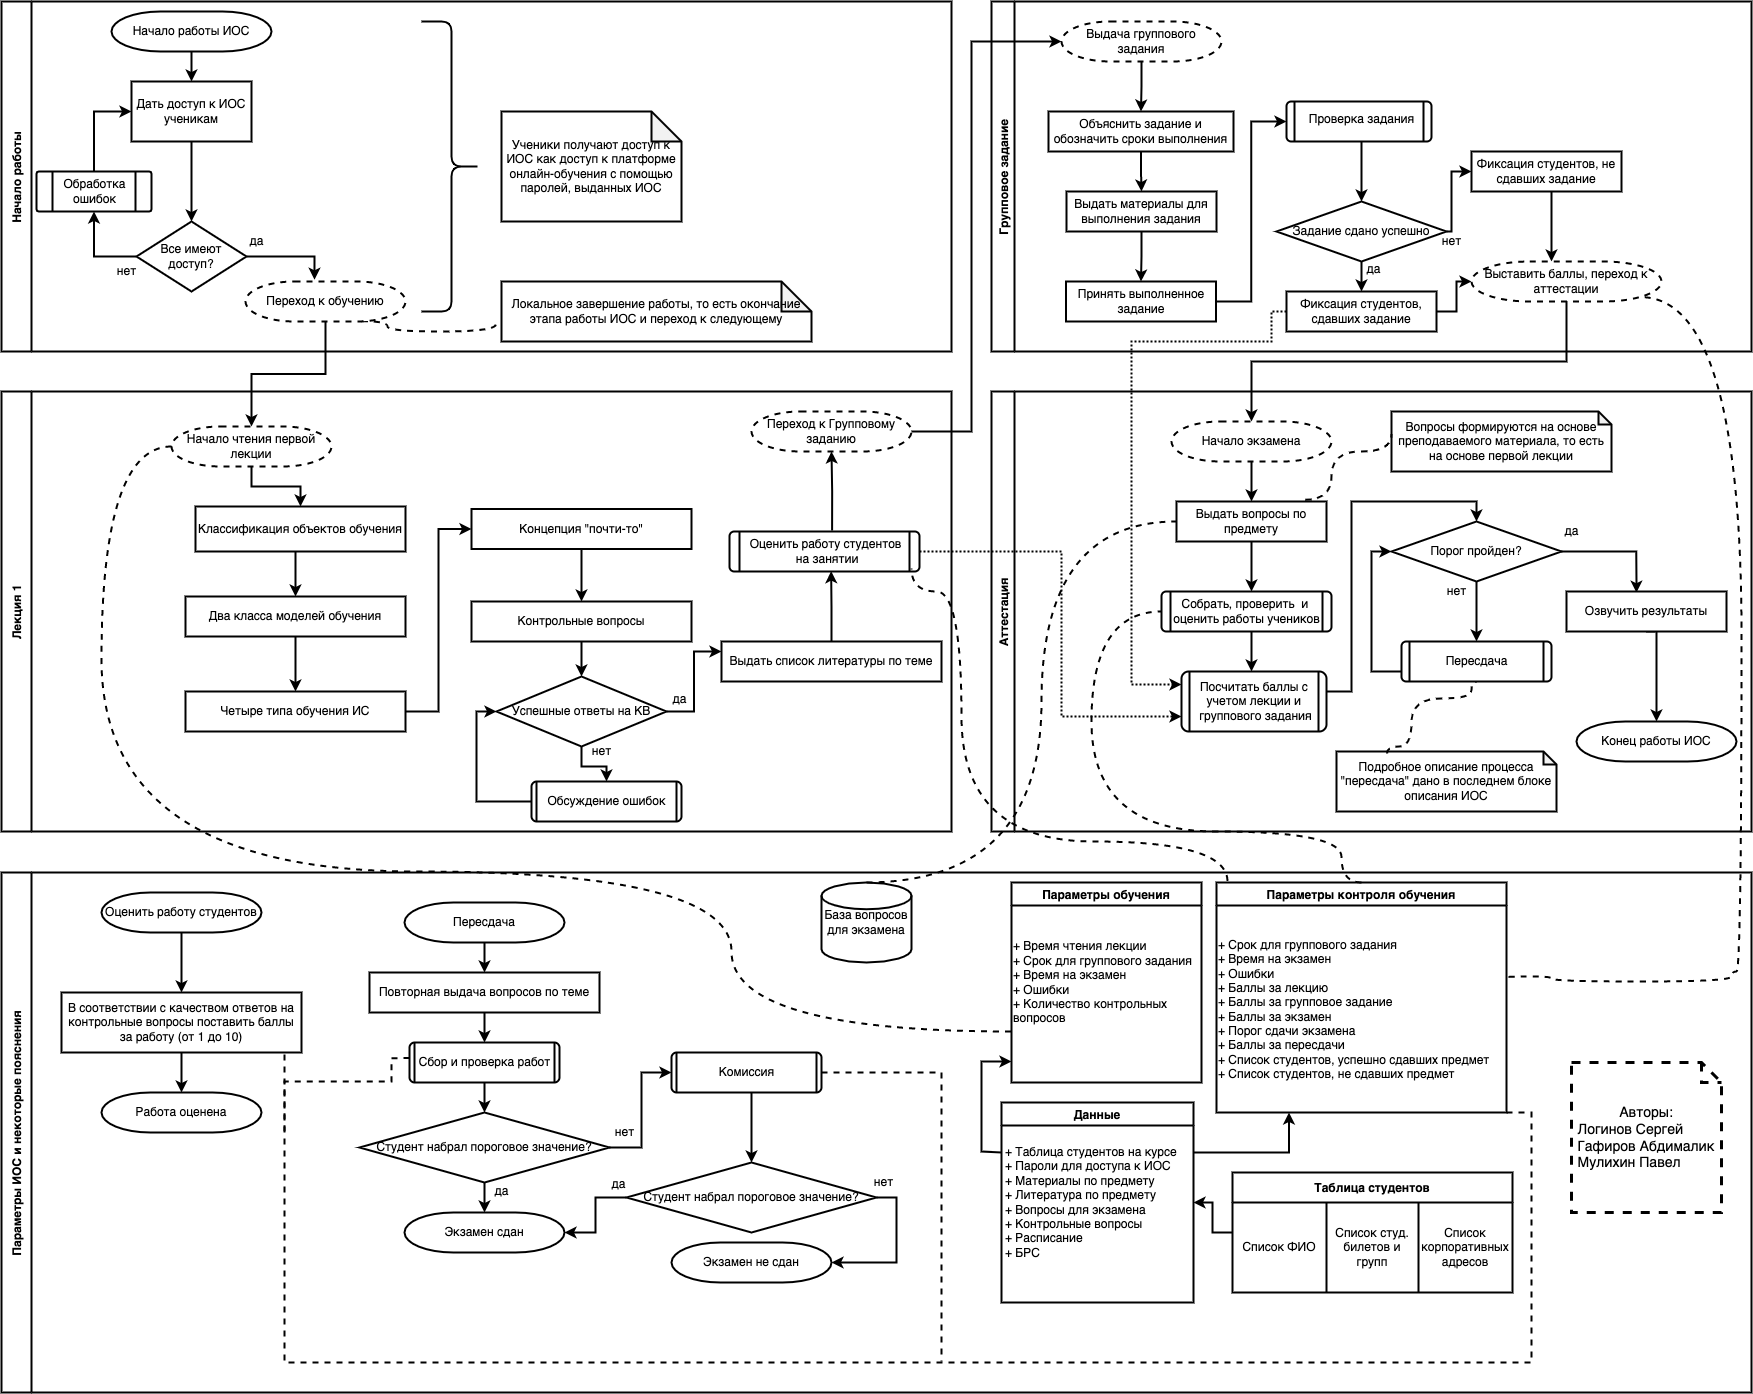 Начало работы
Начало работы ИОС
Дать доступ к ИОС
ученикам
Обработка
ошибок
Все имеют
доступ?
да
нет
Переход к обучению
Ученики получают доступ к
ИОС как доступ к платформе
онлайн-обучения с помощью
паролей, выданных ИОС
Локальное завершение работы, то есть окончание
этапа работы ИОС и переход к следующему
Групповое задание
Выдача группового
задания
Объяснить задание и
обозначить сроки выполнения
Выдать материалы для
выполнения задания
Принять выполненное
задание
Проверка задания
Задание сдано успешно
нет
да
Фиксация студентов, не
сдавших задание
Фиксация студентов,
сдавших задание
Выставить баллы, переход к
аттестации
Лекция 1
Начало чтения первой
лекции
Классификация объектов обучения
Два класса моделей обучения
Четыре типа обучения ИС
Концепция "почти-то"
Контрольные вопросы
Успешные ответы на КВ
да
нет
Обсуждение ошибок
Выдать список литературы по теме
Оценить работу студентов
на занятии
Переход к Групповому
заданию
Аттестация
Начало экзамена
Вопросы формируются на основе
преподаваемого материала, то есть
на основе первой лекции
Выдать вопросы по
предмету
Собрать, проверить и
оценить работы учеников
Посчитать баллы с
учетом лекции и
группового задания
Порог пройден?
да
нет
Пересдача
Озвучить результаты
Конец работы ИОС
Подробное описание процесса
"пересдача" дано в последнем блоке
описания ИОС
Параметры ИОС и некоторые пояснения
Оценить работу студентов
В соответствии с качеством ответов на
контрольные вопросы поставить баллы
за работу (от 1 до 10)
Работа оценена
Пересдача
Повторная выдача вопросов по теме
Сбор и проверка работ
Студент набрал пороговое значение?
нет
да
Экзамен сдан
Комиссия
Студент набрал пороговое значение?
да
нет
Экзамен не сдан
База вопросов
для экзамена
Параметры обучения
+ Время чтения лекции
+ Срок для группового задания
+ Время на экзамен
+ Ошибки
+ Количество контрольных
вопросов
Параметры контроля обучения
+ Срок для группового задания
+ Время на экзамен
+ Ошибки
+ Баллы за лекцию
+ Баллы за групповое задание
+ Баллы за экзамен
+ Порог сдачи экзамена
+ Баллы за пересдачи
+ Список студентов, успешно сдавших предмет
+ Список студентов, не сдавших предмет
Данные
+ Таблица студентов на курсе
+ Пароли для доступа к ИОС
+ Материалы по предмету
+ Литература по предмету
+ Вопросы для экзамена
+ Контрольные вопросы
+ Расписание
+ БРС
Таблица студентов
Список ФИО
Список студ.
билетов и
групп
Список
корпоративных
адресов
Авторы:
Логинов Сергей
Гафиров Абдималик
Мулихин Павел